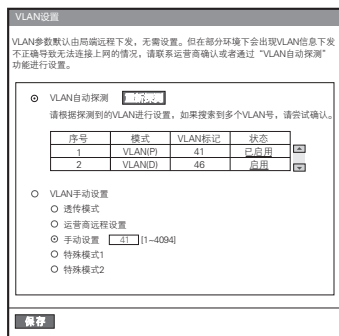 VLAN设置
VLAN参数默认由局端远程下发，无需设置。但在部分环境下会出现VLAN信息下发
不正确导致无法连接上网的情况，请联系运营商确认或者通过“VLAN自动探测”
功能进行设置。
VLAN自动探测
请根据探测到的VLAN进行设置，如果搜索到多个VLAN号，请尝试确认。
序号 模式 VLAN标记 状态
1 VLAN(P) 41 已启用
2 VLAN(D) 46 启用
VLAN手动设置
透传模式
运营商远程设置
手动设置 41 [1~4094]
特殊模式1
特殊模式2
保存